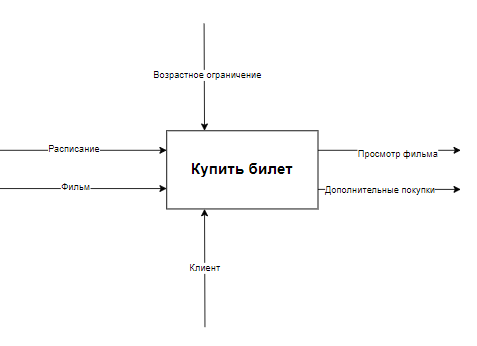 Возрастное ограничение
Расписание
Просмотр фильма
Купить билет
Фильм
Дополнительные покупки
Клиент